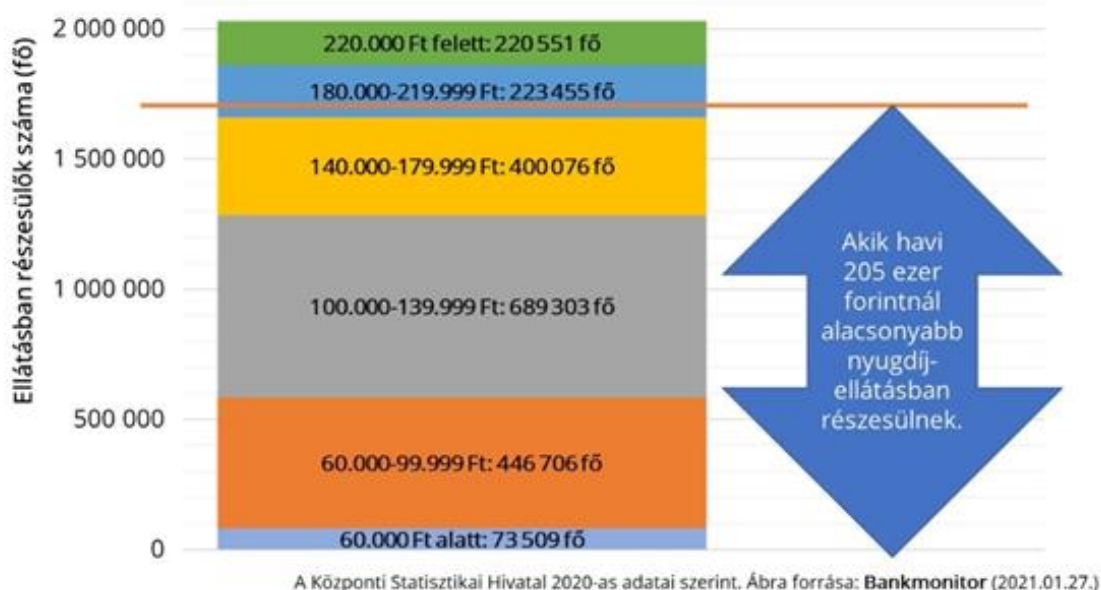 Ellátásban részesülők száma (fő)
2 000 000
1 500 000
1 000 000
500 000
0
220.000 Ft felett: 220 551 fő
180.000-219.999 Ft: 223 455 fő
140.000-179.999 Ft: 400 076 fő
100.000-139.999 Ft: 689 303 fő
60.000-99.999 Ft: 446 706 fő
60.000 Ft alatt: 73 509 fő
Akik havi
205 ezer
forintnál
alacsonyabb
nyugdíj-
ellátásban
részesülnek.
A Központi Statisztikai Hivatal 2020-as adatai szerint. Ábra forrása: Bankmonitor (2021.01.27.)